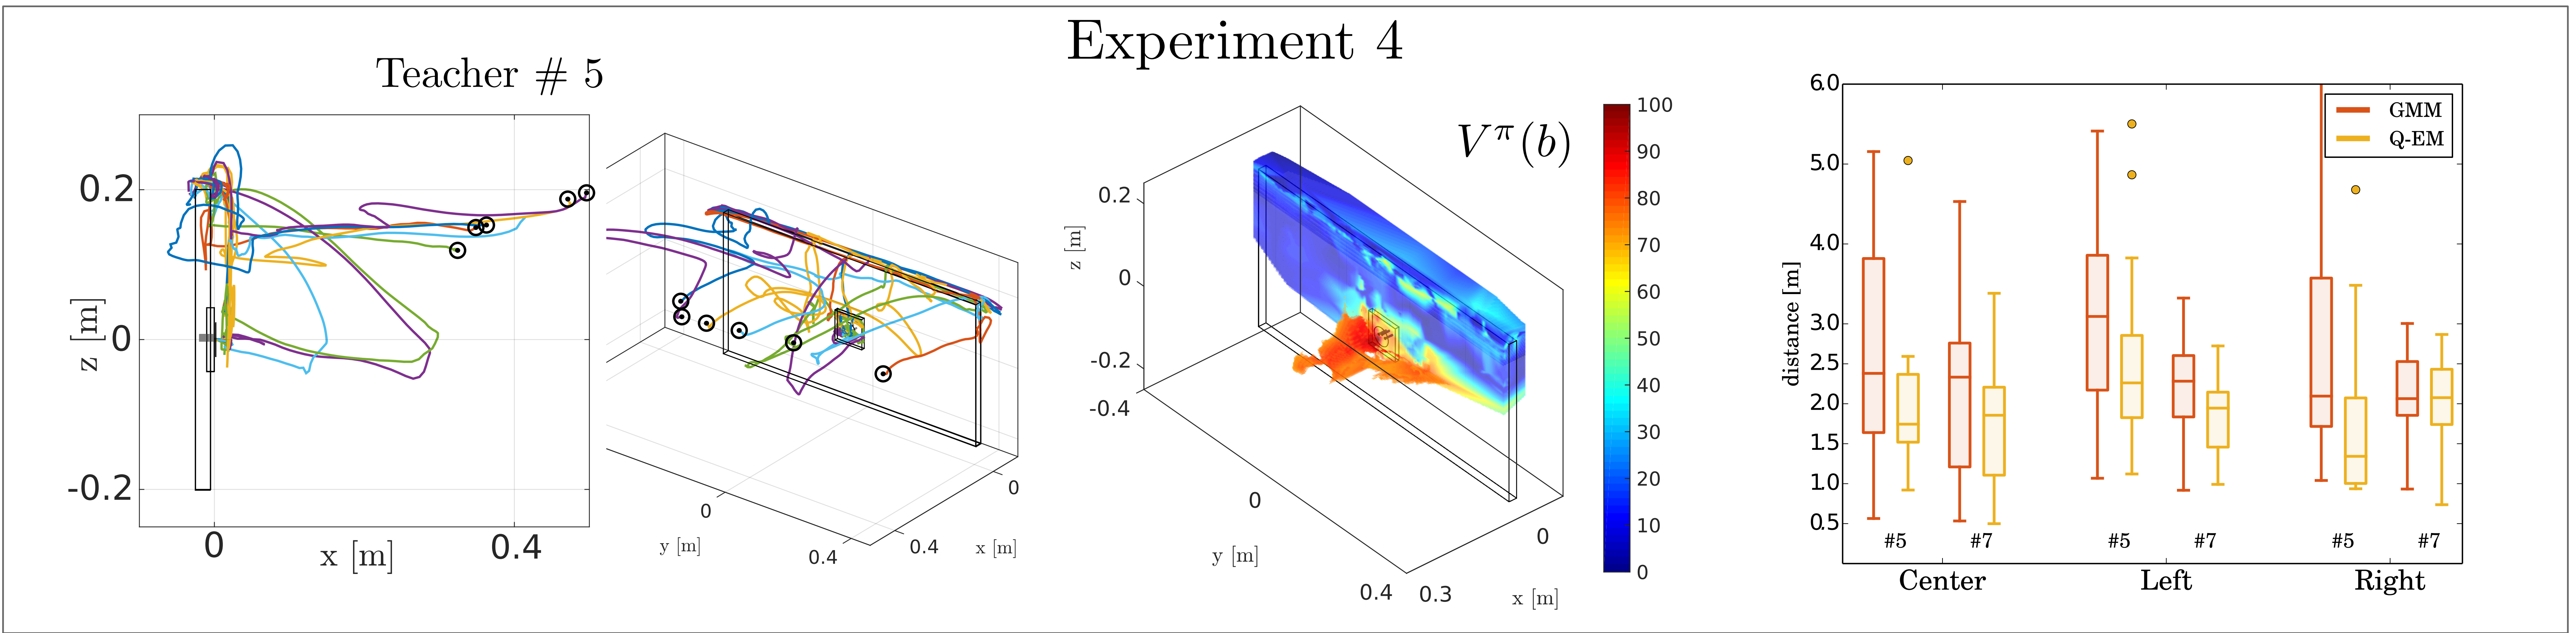 Experiment 4
Teacher # 5
0.2
0
-0.2
z [m]
0
0.4
x [m]
0
0.4
y [m]
0.4
0
x [m]
V^π(b)
0.2
0
-0.2
-0.4
z [m]
0
0.4
y [m]
0.3
0
x [m]
100
90
80
70
60
50
40
30
20
10
0
6.0
5.0
4.0
3.0
2.5
2.0
1.5
1.0
0.5
distance [m]
GMM
Q-EM
#5 #7 #5 #7 #5 #7
Center Left Right